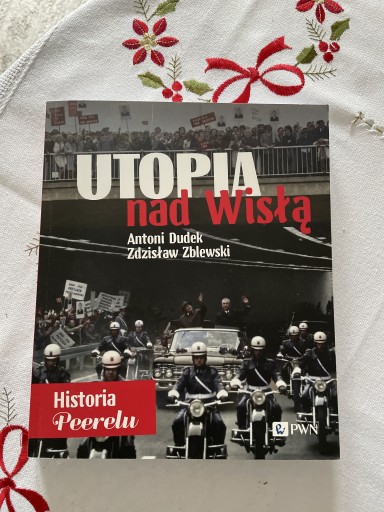 UTOPIA
nad Wisłą
Antoni Dudek
Zdzisław Zblewski
Historia
Peerelu
PWN